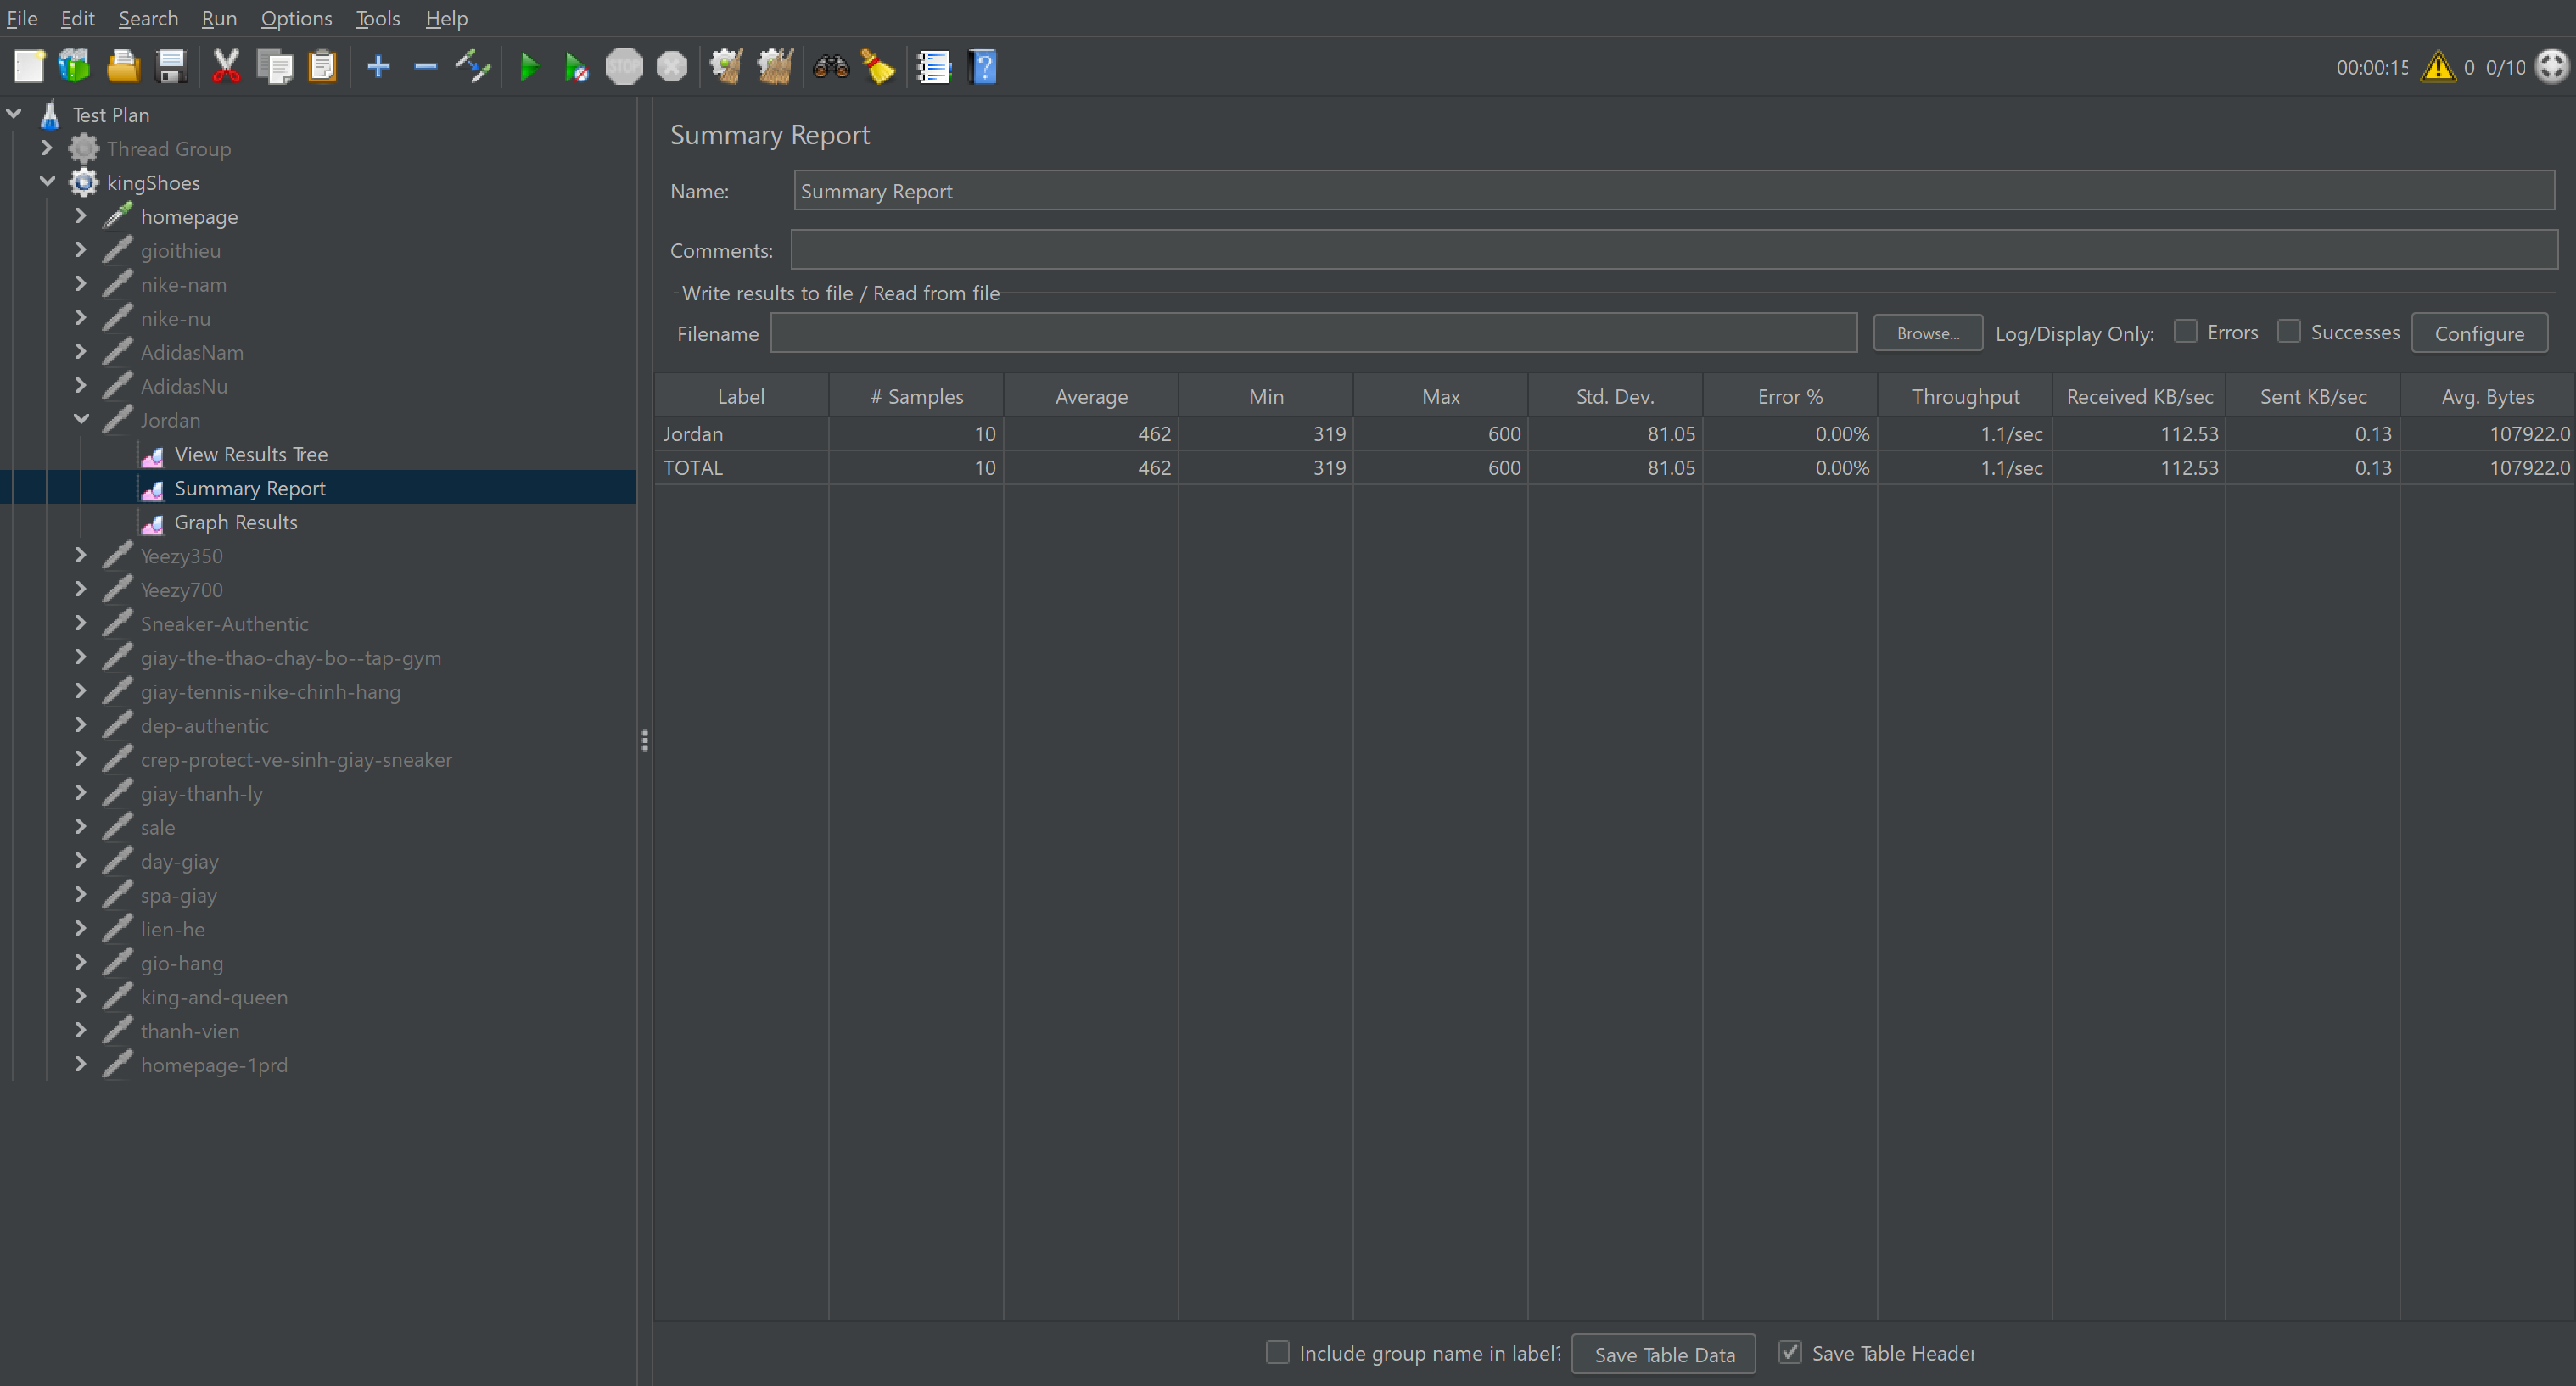 File Edit Search Run Options Tools Help
STOP
?
00:00:15 0 0/10
Test Plan
Thread Group
kingShoes
homepage
gioithieu
nike-nam
nike-nu
AdidasNam
AdidasNu
Jordan
View Results Tree
Summary Report
Graph Results
Yeezy350
Yeezy700
Sneaker-Authentic
giay-the-thao-chay-bo--tap-gym
giay-tennis-nike-chinh-hang
dep-authentic
crep-protect-ve-sinh-giay-sneaker
giay-thanh-ly
sale
day-giay
spa-giay
lien-he
gio-hang
king-and-queen
thanh-vien
homepage-1prd
Summary Report
Name: Summary Report
Comments:
Write results to file / Read from file
Filename Browse... Log/Display Only: Errors Successes Configure
Label # Samples Average Min Max Std. Dev. Error % Throughput Received KB/sec Sent KB/sec Avg. Bytes
Jordan 10 462 319 600 81.05 0.00% 1.1/sec 112.53 0.13 107922.0
TOTAL 10 462 319 600 81.05 0.00% 1.1/sec 112.53 0.13 107922.0
Include group name in label? Save Table Data Save Table Header